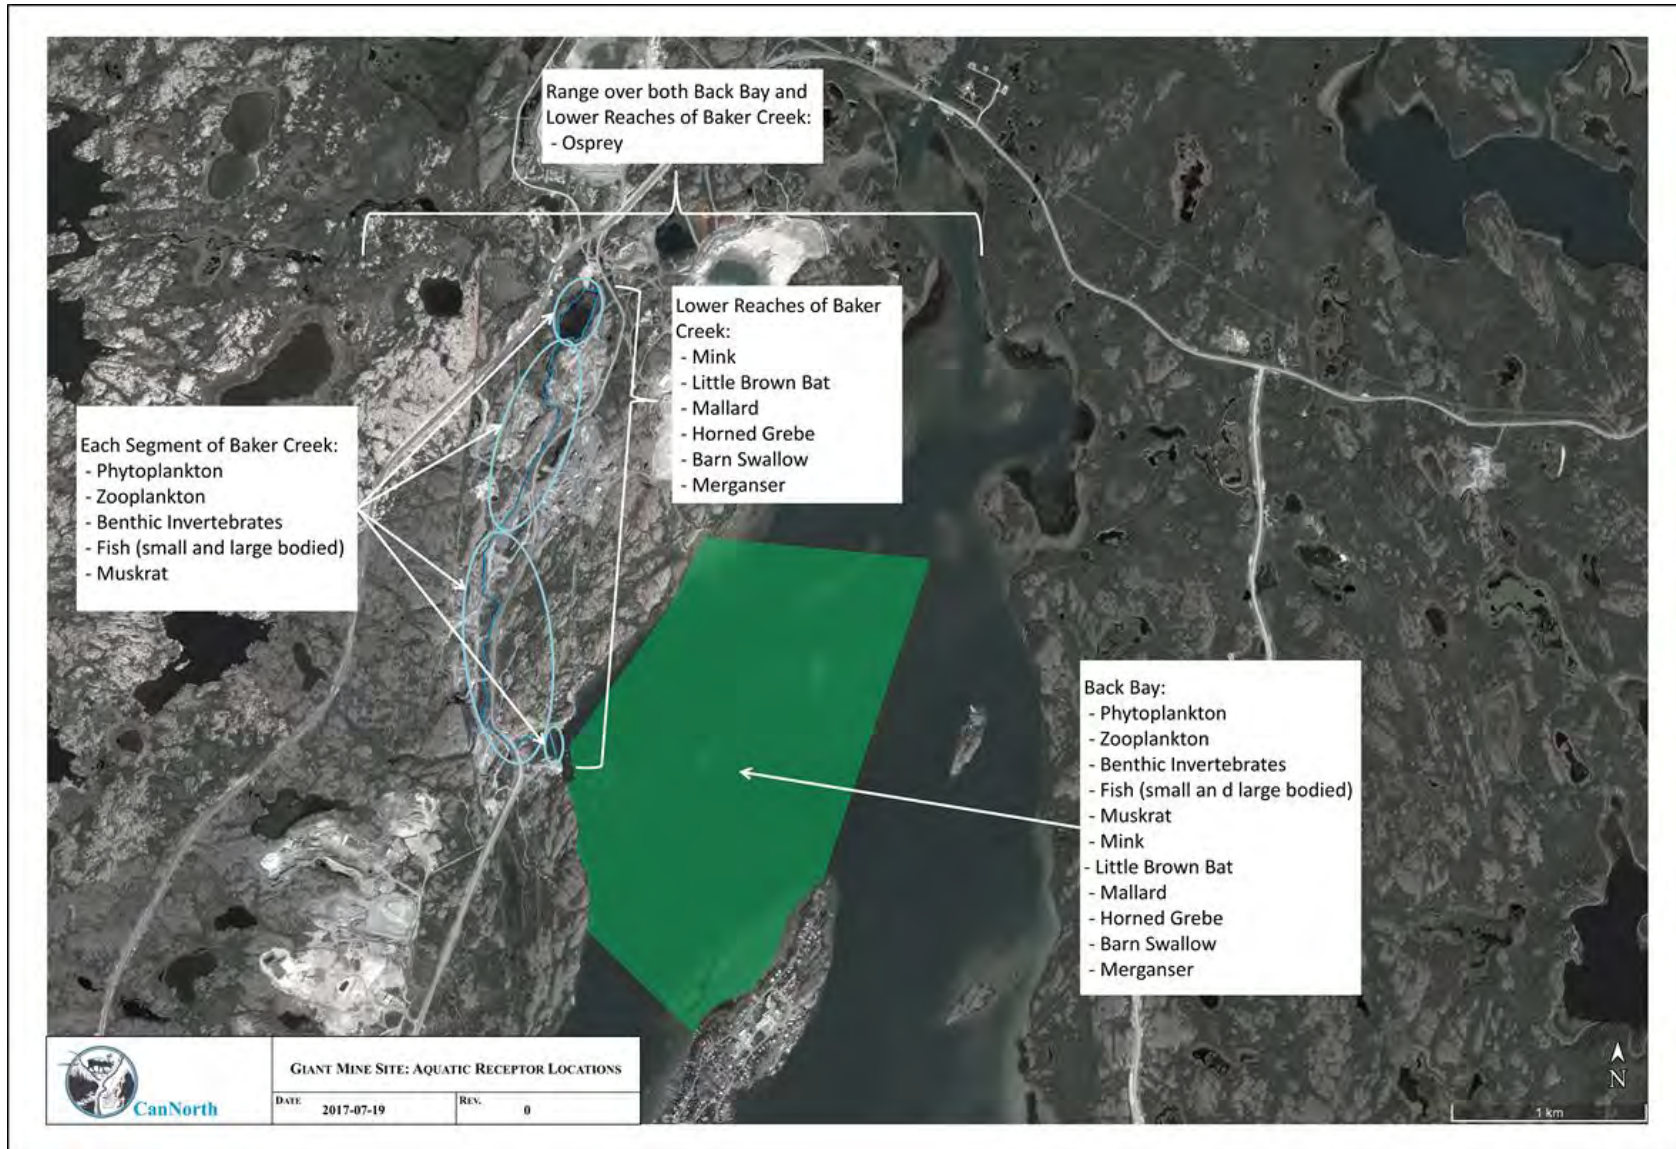 Range over both Back Bay and
Lower Reaches of Baker Creek:
- Osprey
Lower Reaches of Baker
Creek:
- Mink
- Little Brown Bat
- Mallard
- Horned Grebe
- Barn Swallow
- Merganser
Each Segment of Baker Creek:
- Phytoplankton
- Zooplankton
- Benthic Invertebrates
- Fish (small and large bodied)
- Muskrat
Back Bay:
- Phytoplankton
- Zooplankton
- Benthic Invertebrates
- Fish (small an d large bodied)
- Muskrat
- Mink
- Little Brown Bat
- Mallard
- Horned Grebe
- Barn Swallow
- Merganser
N
1 km
CanNorth
GIANT MINE SITE: AQUATIC RECEPTOR LOCATIONS
DATE 2017-07-19 REV. 0